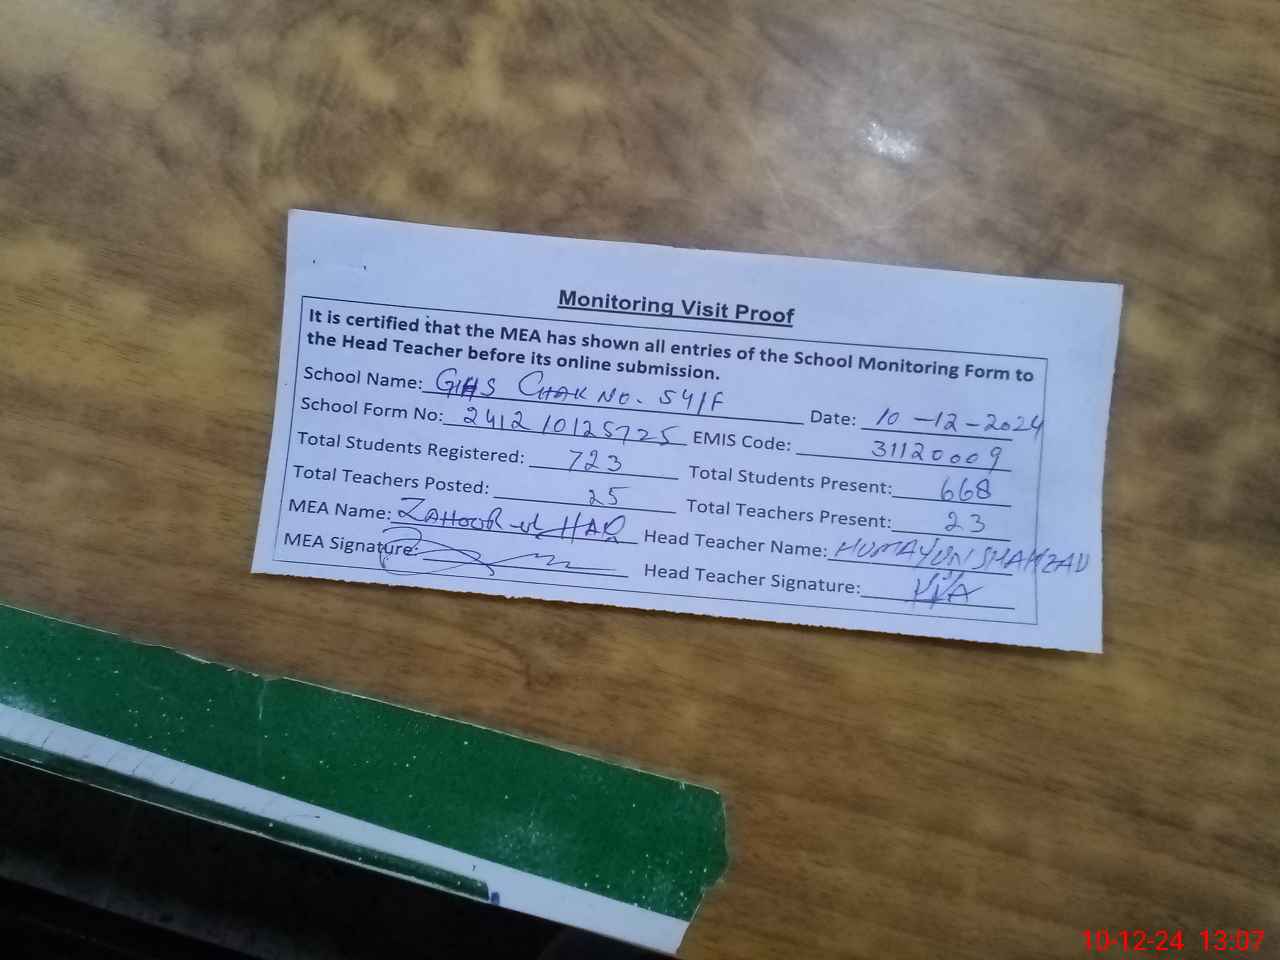 Monitoring Visit Proof
It is certified that the MEA has shown all entries of the School Monitoring Form to
the Head Teacher before its online submission.
School Name: GHS CHAK NO. 54/F Date: 10-12-2024
School Form No: 241210125725 EMIS Code: 31120009
Total Students Registered: 723 Total Students Present: 668
Total Teachers Posted: 25 Total Teachers Present: 23
MEA Name: ZAHOOR ul HAQ Head Teacher Name: HUMAYUN SHAHZAD
MEA Signature: Head Teacher Signature:
10-12-24 13:07